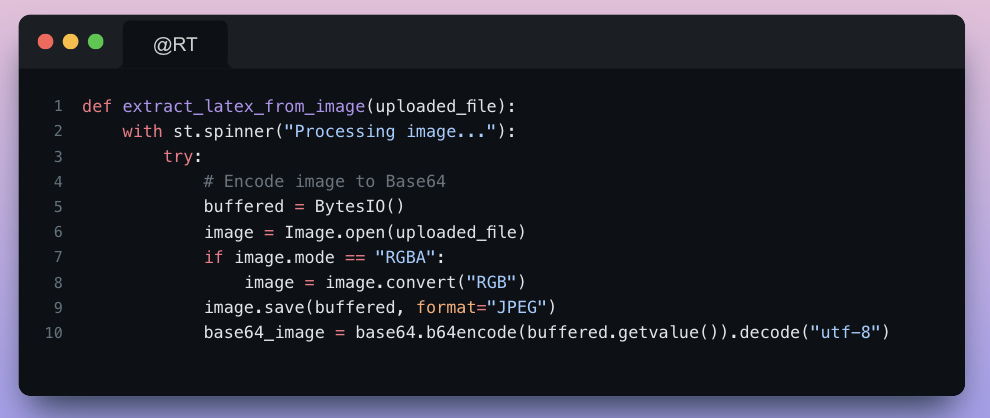 @RT
1 def extract_latex_from_image(uploaded_file):
2     with st.spinner("Processing image..."):
3         try:
4             # Encode image to Base64
5             buffered = BytesIO()
6             image = Image.open(uploaded_file)
7             if image.mode == "RGBA":
8                 image = image.convert("RGB")
9             image.save(buffered, format="JPEG")
10             base64_image = base64.b64encode(buffered.getvalue()).decode("utf-8")